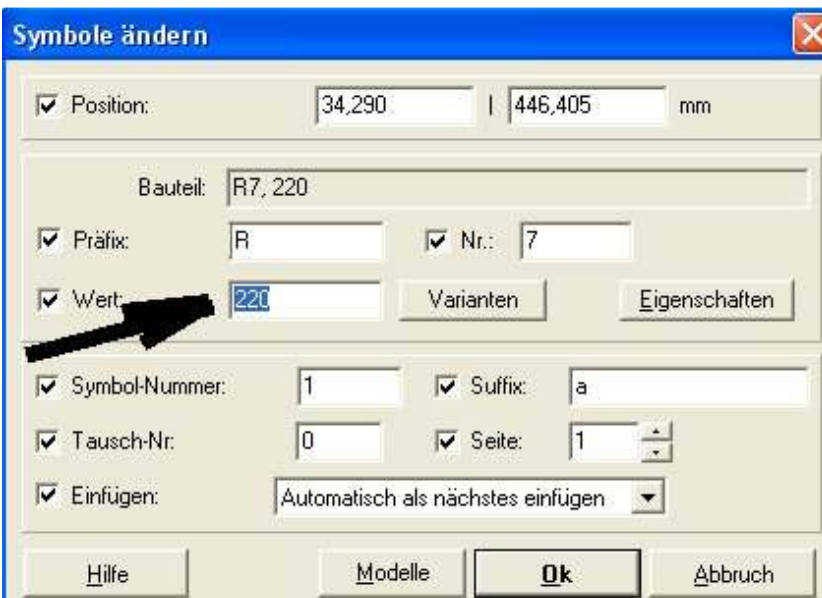 Symbole ändern
Position: 34,290 | 446,405 mm
Bauteil: R7, 220
Präfix: R Nr.: 7
Wert: 220 Varianten Eigenschaften
Symbol-Nummer: 1 Suffix: a
Tausch-Nr: 0 Seite: 1
Einfügen: Automatisch als nächstes einfügen
Hilfe Modelle Ok Abbruch